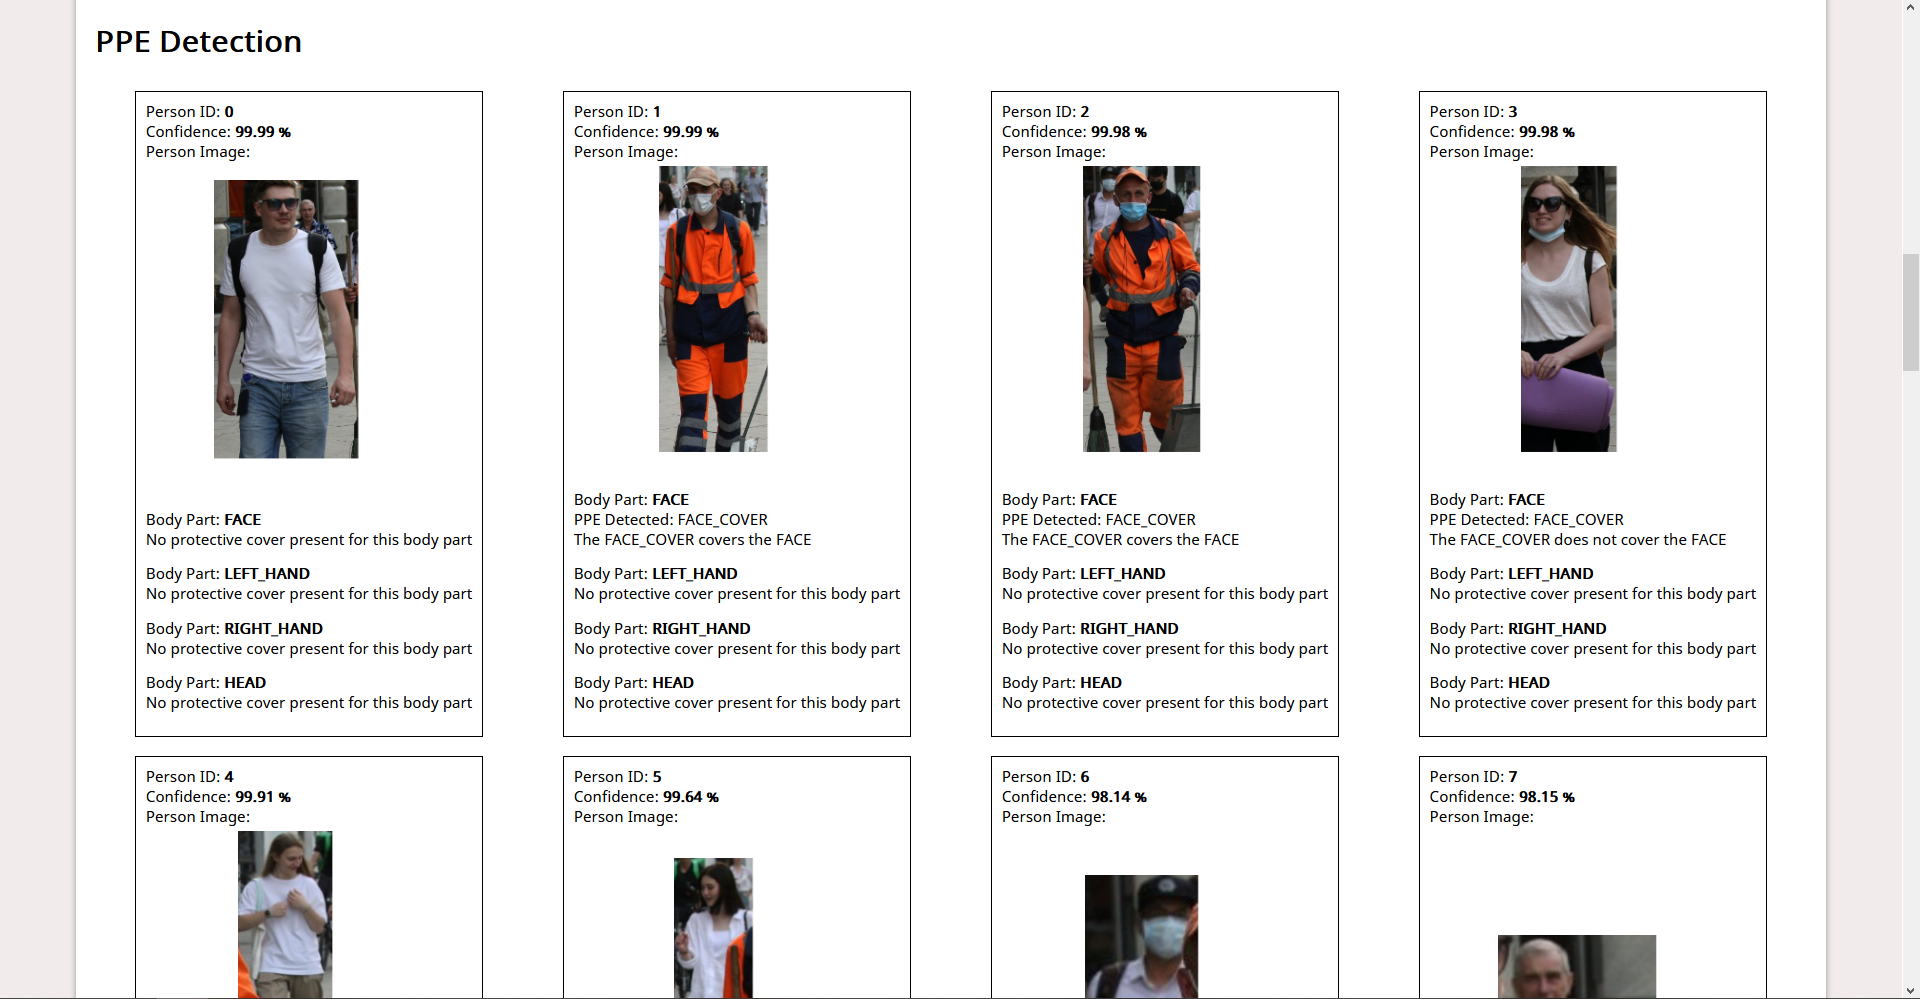 PPE Detection
Person ID: 0
Confidence: 99.99 %
Person Image:
Body Part: FACE
No protective cover present for this body part
Body Part: LEFT_HAND
No protective cover present for this body part
Body Part: RIGHT_HAND
No protective cover present for this body part
Body Part: HEAD
No protective cover present for this body part
Person ID: 1
Confidence: 99.99 %
Person Image:
Body Part: FACE
PPE Detected: FACE_COVER
The FACE_COVER covers the FACE
Body Part: LEFT_HAND
No protective cover present for this body part
Body Part: RIGHT_HAND
No protective cover present for this body part
Body Part: HEAD
No protective cover present for this body part
Person ID: 2
Confidence: 99.98 %
Person Image:
Body Part: FACE
PPE Detected: FACE_COVER
The FACE_COVER covers the FACE
Body Part: LEFT_HAND
No protective cover present for this body part
Body Part: RIGHT_HAND
No protective cover present for this body part
Body Part: HEAD
No protective cover present for this body part
Person ID: 3
Confidence: 99.98 %
Person Image:
Body Part: FACE
PPE Detected: FACE_COVER
The FACE_COVER does not cover the FACE
Body Part: LEFT_HAND
No protective cover present for this body part
Body Part: RIGHT_HAND
No protective cover present for this body part
Body Part: HEAD
No protective cover present for this body part
Person ID: 4
Confidence: 99.91 %
Person Image:
Person ID: 5
Confidence: 99.64 %
Person Image:
Person ID: 6
Confidence: 98.14 %
Person Image:
Person ID: 7
Confidence: 98.15 %
Person Image: